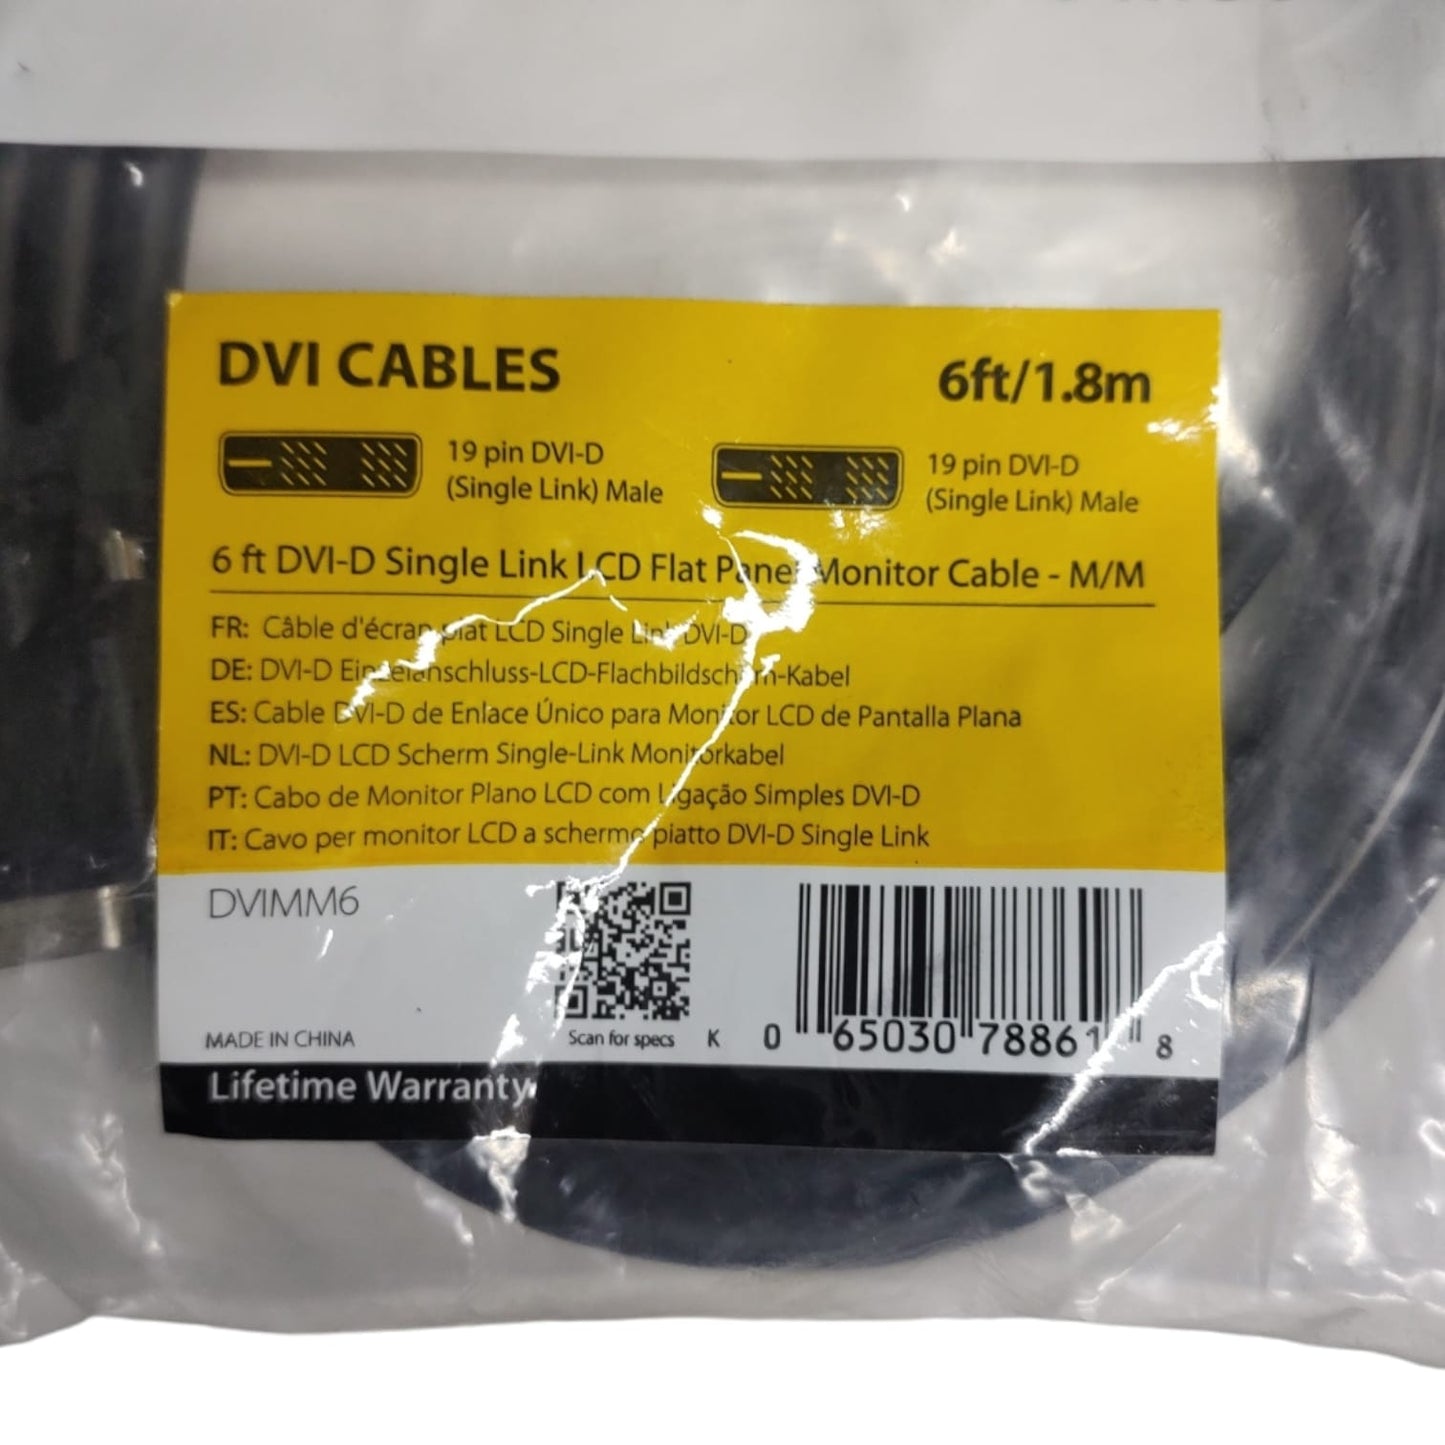 DVI CABLES
6ft/1.8m
19 pin DVI-D
(Single Link) Male
19 pin DVI-D
(Single Link) Male
6 ft DVI-D Single Link LCD Flat Panel Monitor Cable - M/M
FR: Câble d'écran plat LCD Single Link DVI-D
DE: DVI-D Einzelanschluss-LCD-Flachbildschirm-Kabel
ES: Cable DVI-D de Enlace Único para Monitor LCD de Pantalla Plana
NL: DVI-D LCD Scherm Single-Link Monitorkabel
PT: Cabo de Monitor Plano LCD com Ligação Simples DVI-D
IT: Cavo per monitor LCD a schermo piatto DVI-D Single Link
DVIMM6
MADE IN CHINA
Scan for specs
K
0 65030 78861 8
Lifetime Warranty